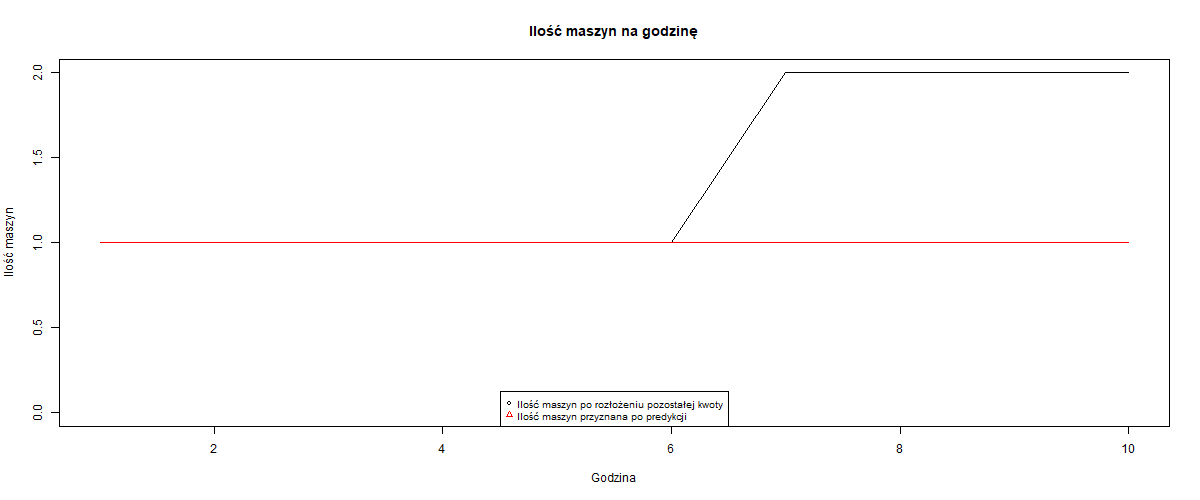 Ilość maszyn na godzinę
Ilość maszyn
2.0
1.5
1.0
0.5
0.0
Ilość maszyn po rozłożeniu pozostałej kwoty
Ilość maszyn przyznana po predykcji
2 4 6 8 10
Godzina